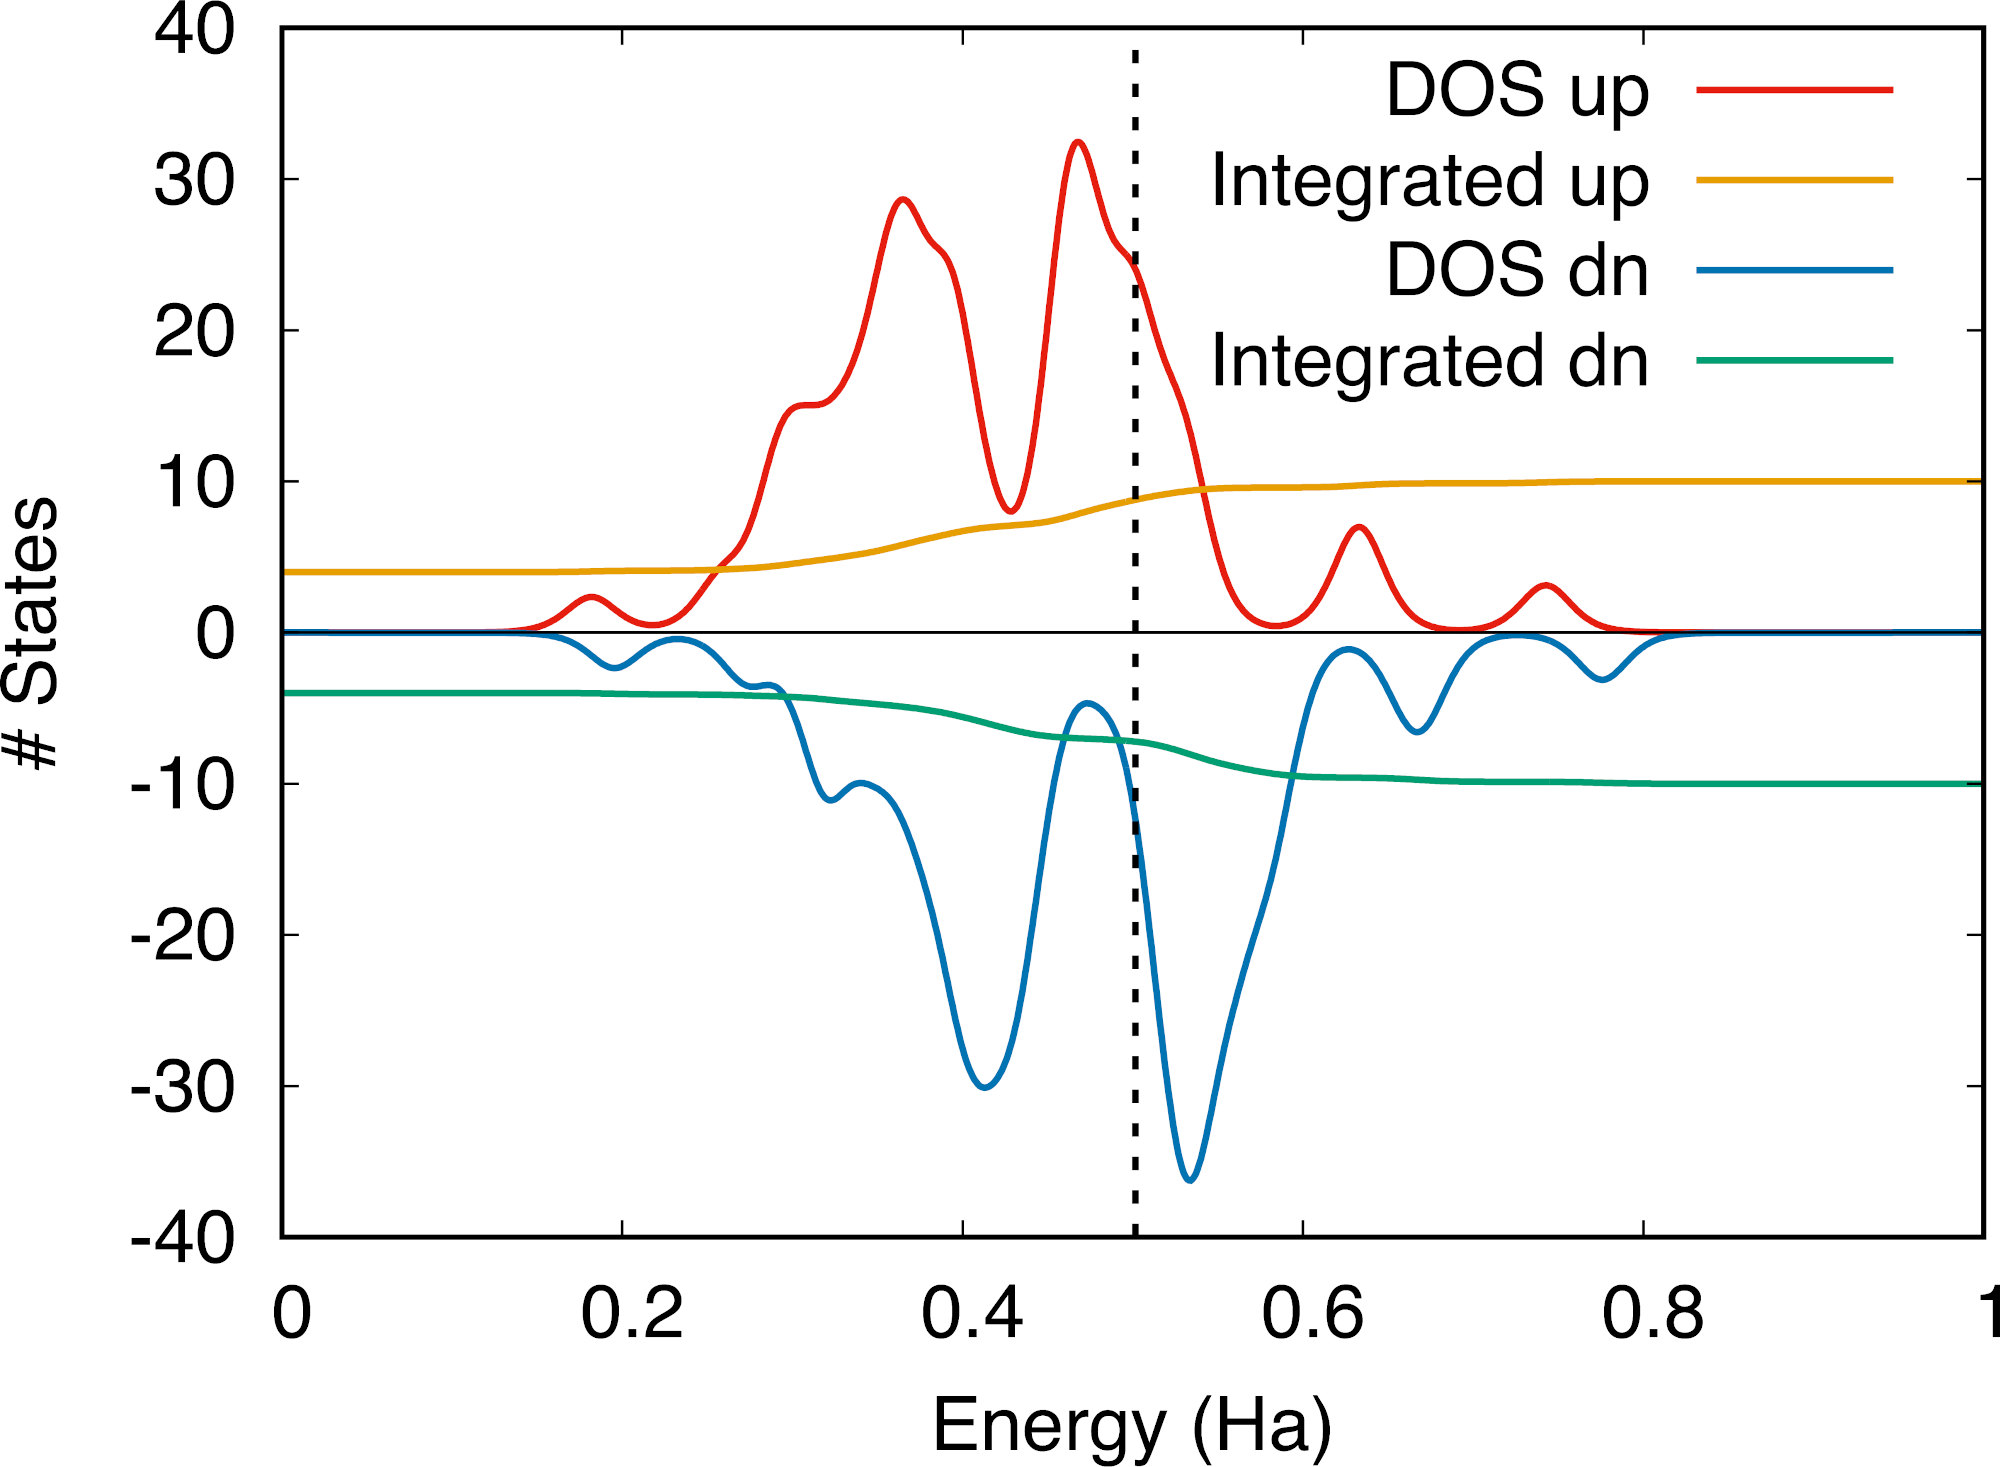 40
30
20
10
0
-10
-20
-30
-40
# States
DOS up
Integrated up
DOS dn
Integrated dn
0 0.2 0.4 0.6 0.8 1
Energy (Ha)